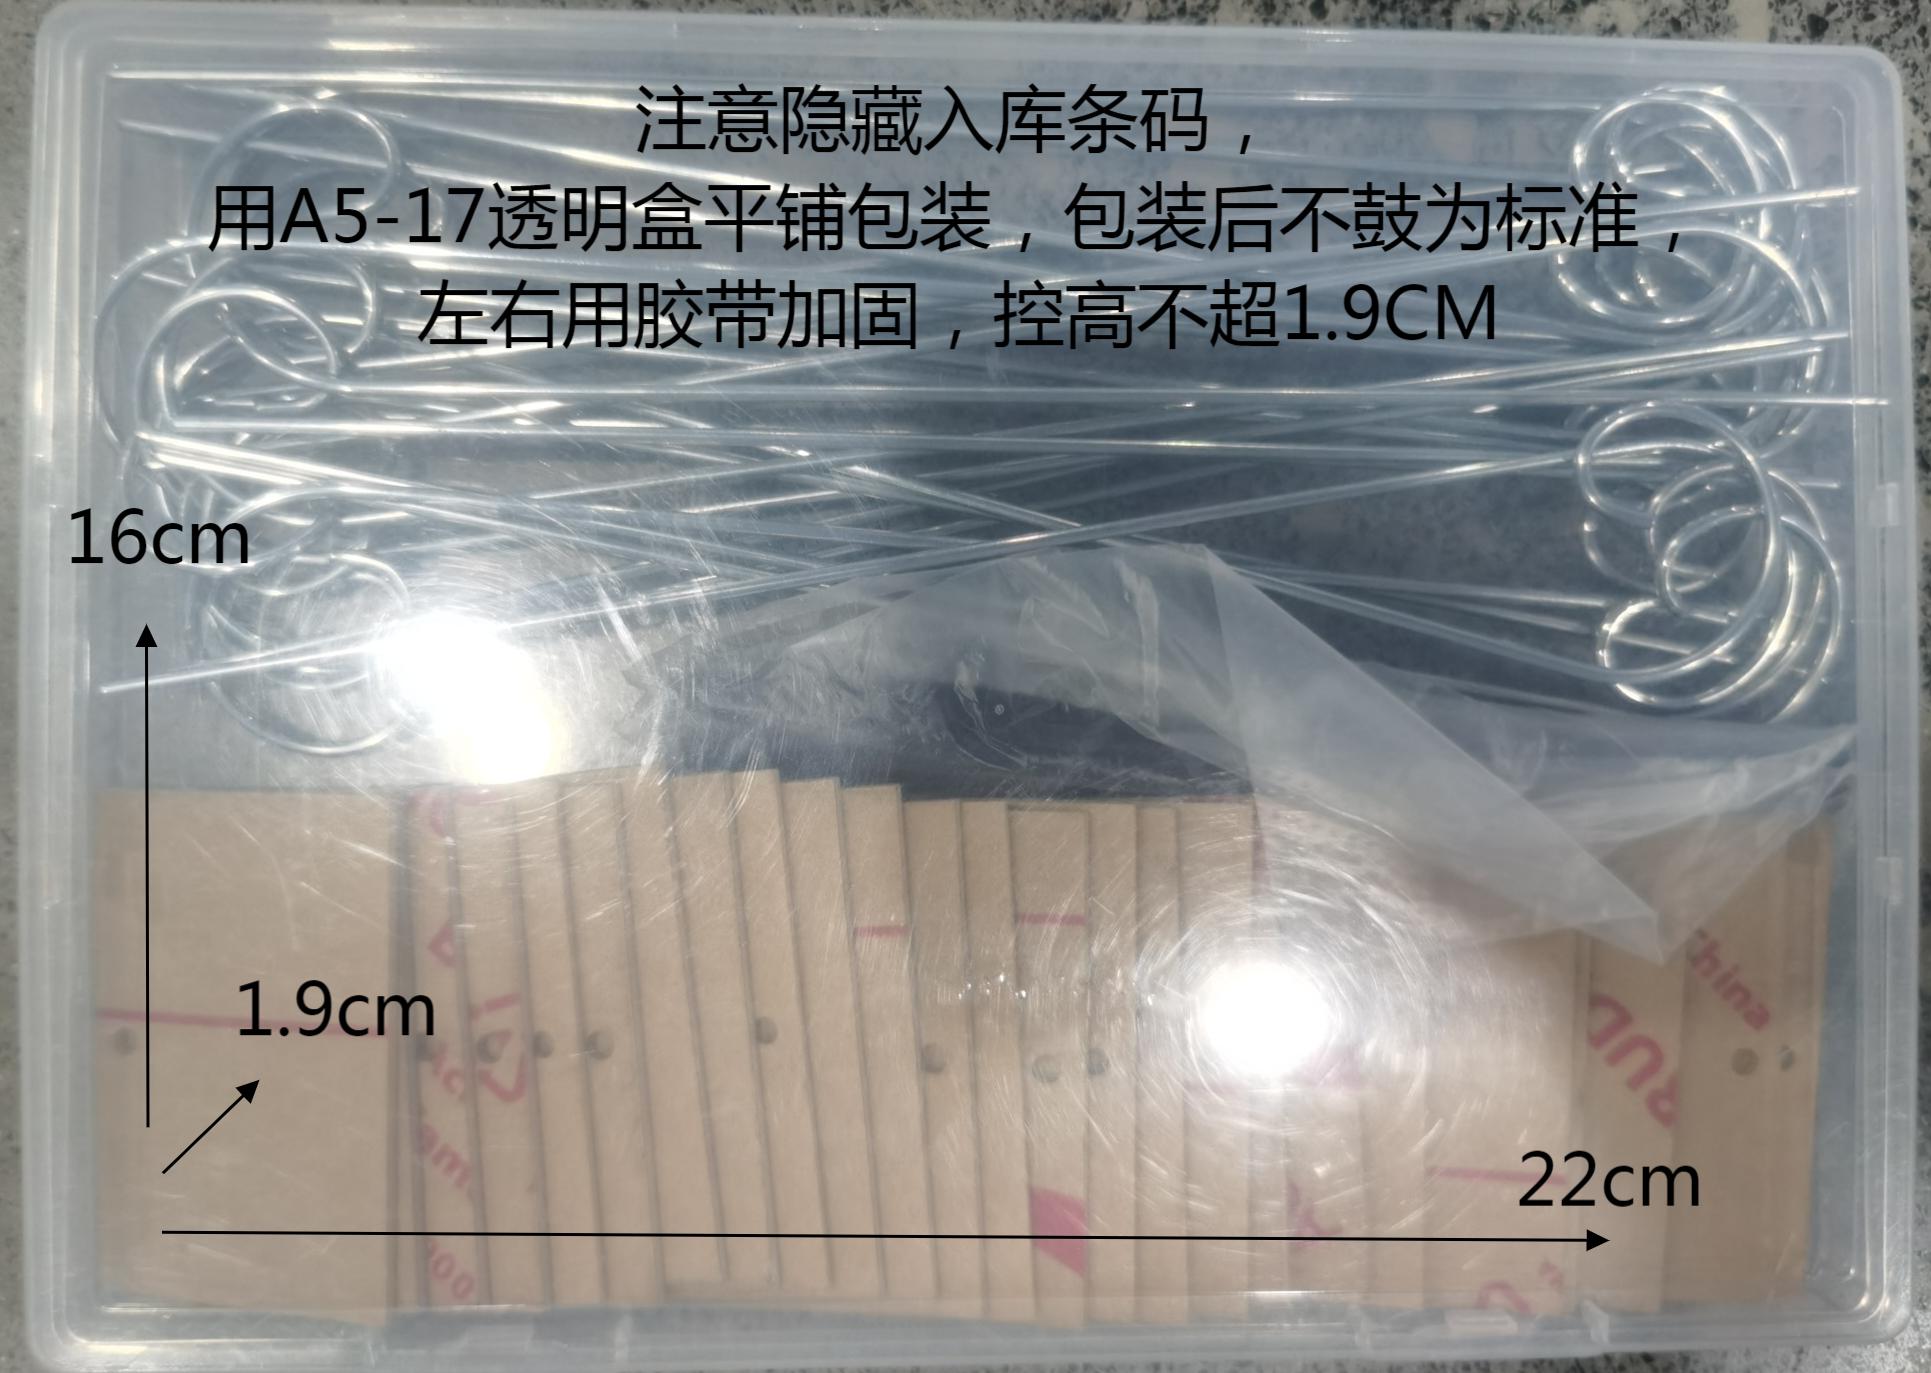 注意隐藏入库条码，
用A5-17透明盒平铺包装，包装后不鼓为标准，
左右用胶带加固，控高不超1.9CM
16cm
1.9cm
22cm
China